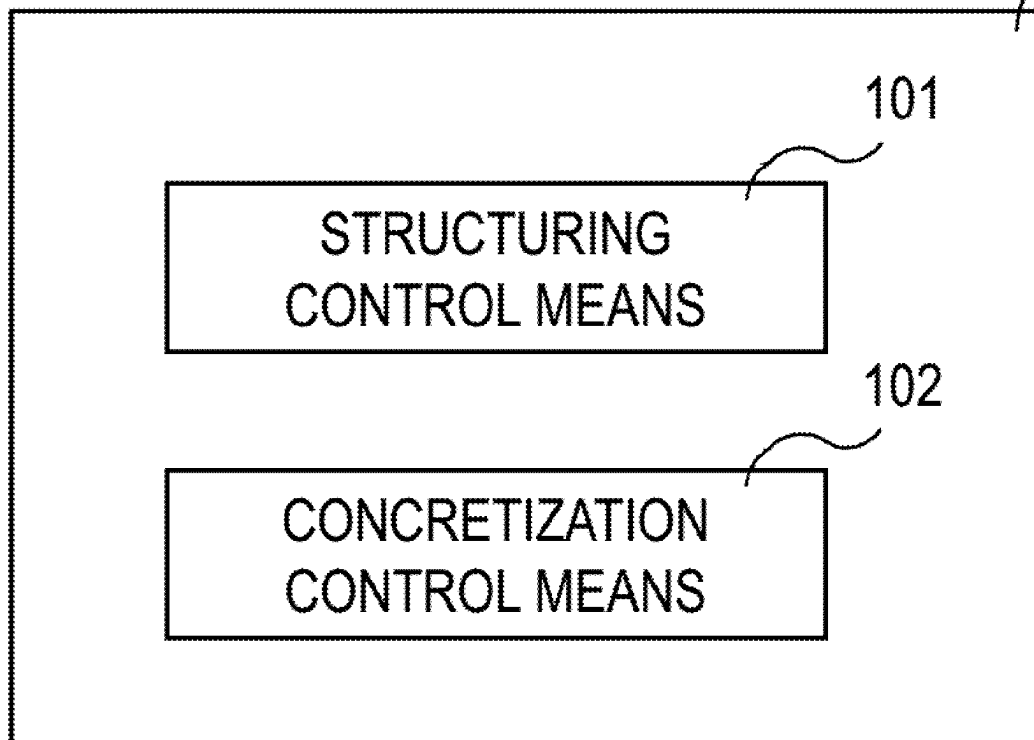 101
STRUCTURING
CONTROL MEANS
102
CONCRETIZATION
CONTROL MEANS